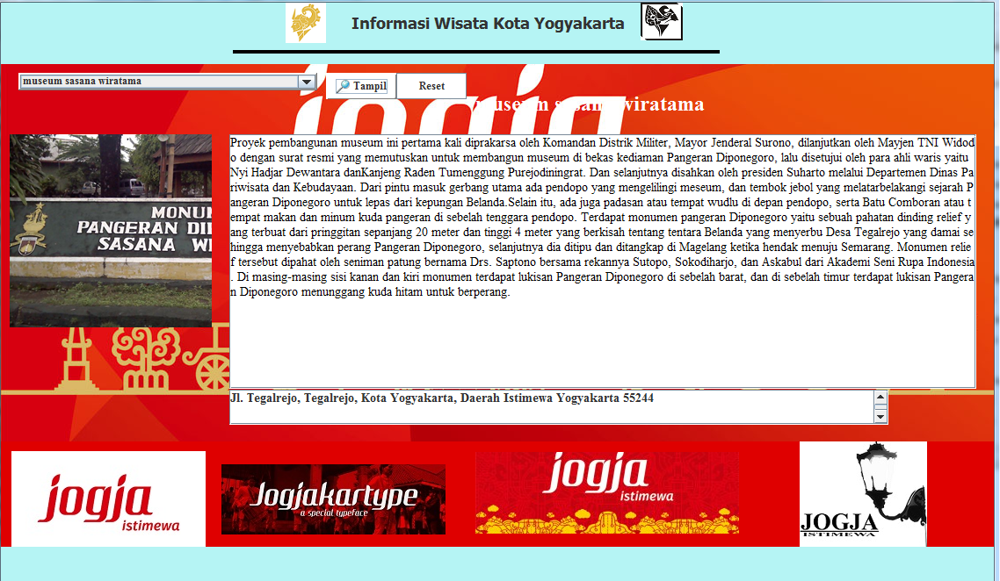 Informasi Wisata Kota Yogyakarta
museum sasana wiratama
Tampil
Reset
jogja
museum sasana wiratama
MONUM
PANGERAN DI
SASANA WI
Proyek pembangunan museum ini pertama kali diprakarsa oleh Komandan Distrik Militer, Mayor Jenderal Surono, dilanjutkan oleh Mayjen TNI Widod
o dengan surat resmi yang memutuskan untuk membangun museum di bekas kediaman Pangeran Diponegoro, lalu disetujui oleh para ahli waris yaitu
Nyi Hadjar Dewantara danKanjeng Raden Tumenggung Purejodiningrat. Dan selanjutnya disahkan oleh presiden Suharto melalui Departemen Dinas Pa
riwisata dan Kebudayaan. Dari pintu masuk gerbang utama ada pendopo yang mengelilingi meseum, dan tembok jebol yang melatarbelakangi sejarah P
angeran Diponegoro untuk lepas dari kepungan Belanda.Selain itu, ada juga padasan atau tempat wudlu di depan pendopo, serta Batu Comboran atau t
empat makan dan minum kuda pangeran di sebelah tenggara pendopo. Terdapat monumen pangeran Diponegoro yaitu sebuah pahatan dinding relief y
ang terbuat dari pringgitan sepanjang 20 meter dan tinggi 4 meter yang berkisah tentang tentara Belanda yang menyerbu Desa Tegalrejo yang damai se
hingga menyebabkan perang Pangeran Diponegoro, selanjutnya dia ditipu dan ditangkap di Magelang ketika hendak menuju Semarang. Monumen relie
f tersebut dipahat oleh seniman patung bernama Drs. Saptono bersama rekannya Sutopo, Sokodiharjo, dan Askabul dari Akademi Seni Rupa Indonesia
. Di masing-masing sisi kanan dan kiri monumen terdapat lukisan Pangeran Diponegoro di sebelah barat, dan di sebelah timur terdapat lukisan Pangera
n Diponegoro menunggang kuda hitam untuk berperang.
Jl. Tegalrejo, Tegalrejo, Kota Yogyakarta, Daerah Istimewa Yogyakarta 55244
jogja
istimewa
Jogjakartype
a special typeface
jogja
istimewa
JOGJA
ISTIMEWA